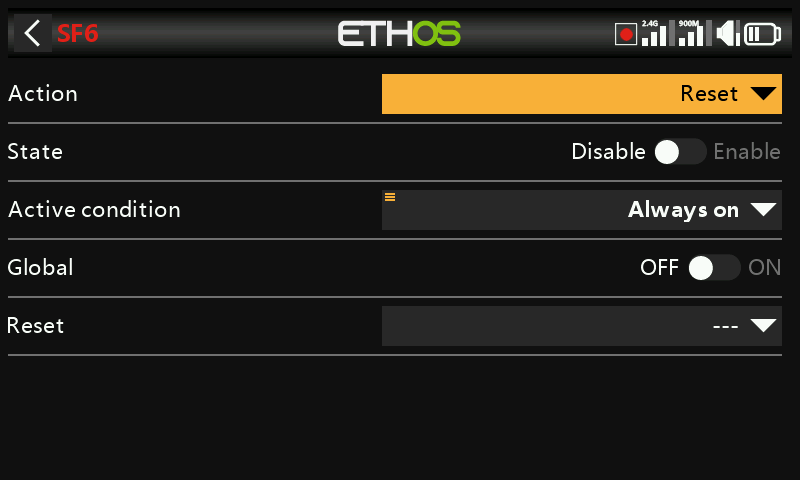 SF6 ETHOS 2.4G 900M
Action Reset
State Disable Enable
Active condition Always on
Global OFF ON
Reset ---